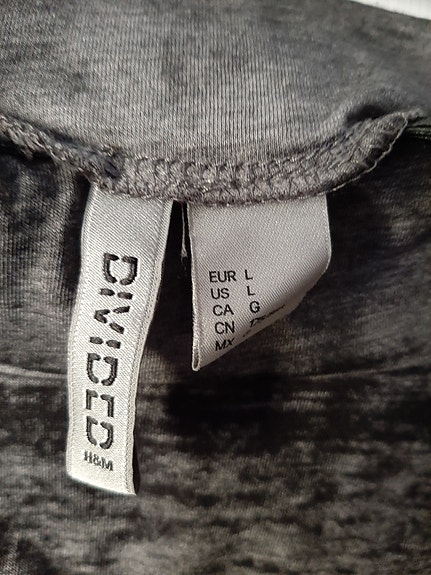 DIVIDED
H&M
EUR L
US L
CA G
CN
MX